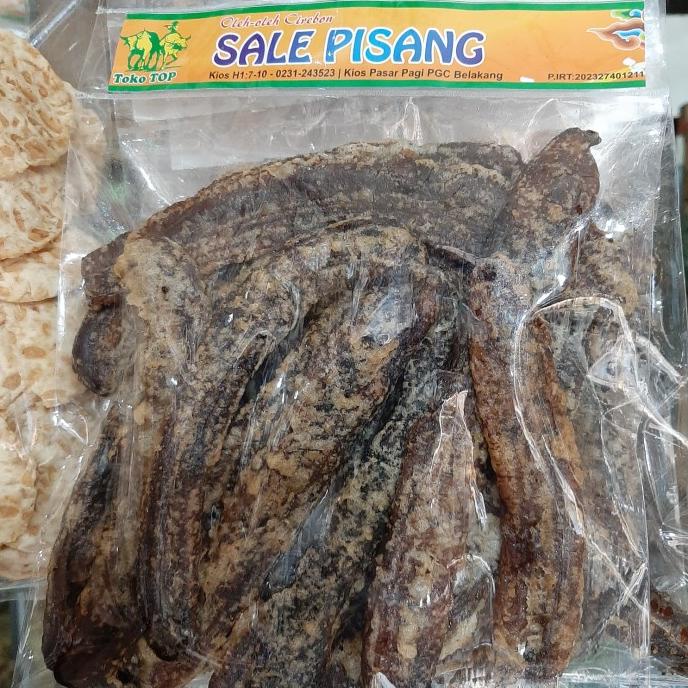 Oleh-oleh Cirebon
SALE PISANG
Toko TOP
Kios H1:7-10 - 0231-243523 | Kios Pasar Pagi PGC Belakang
P.IRT:202327401211